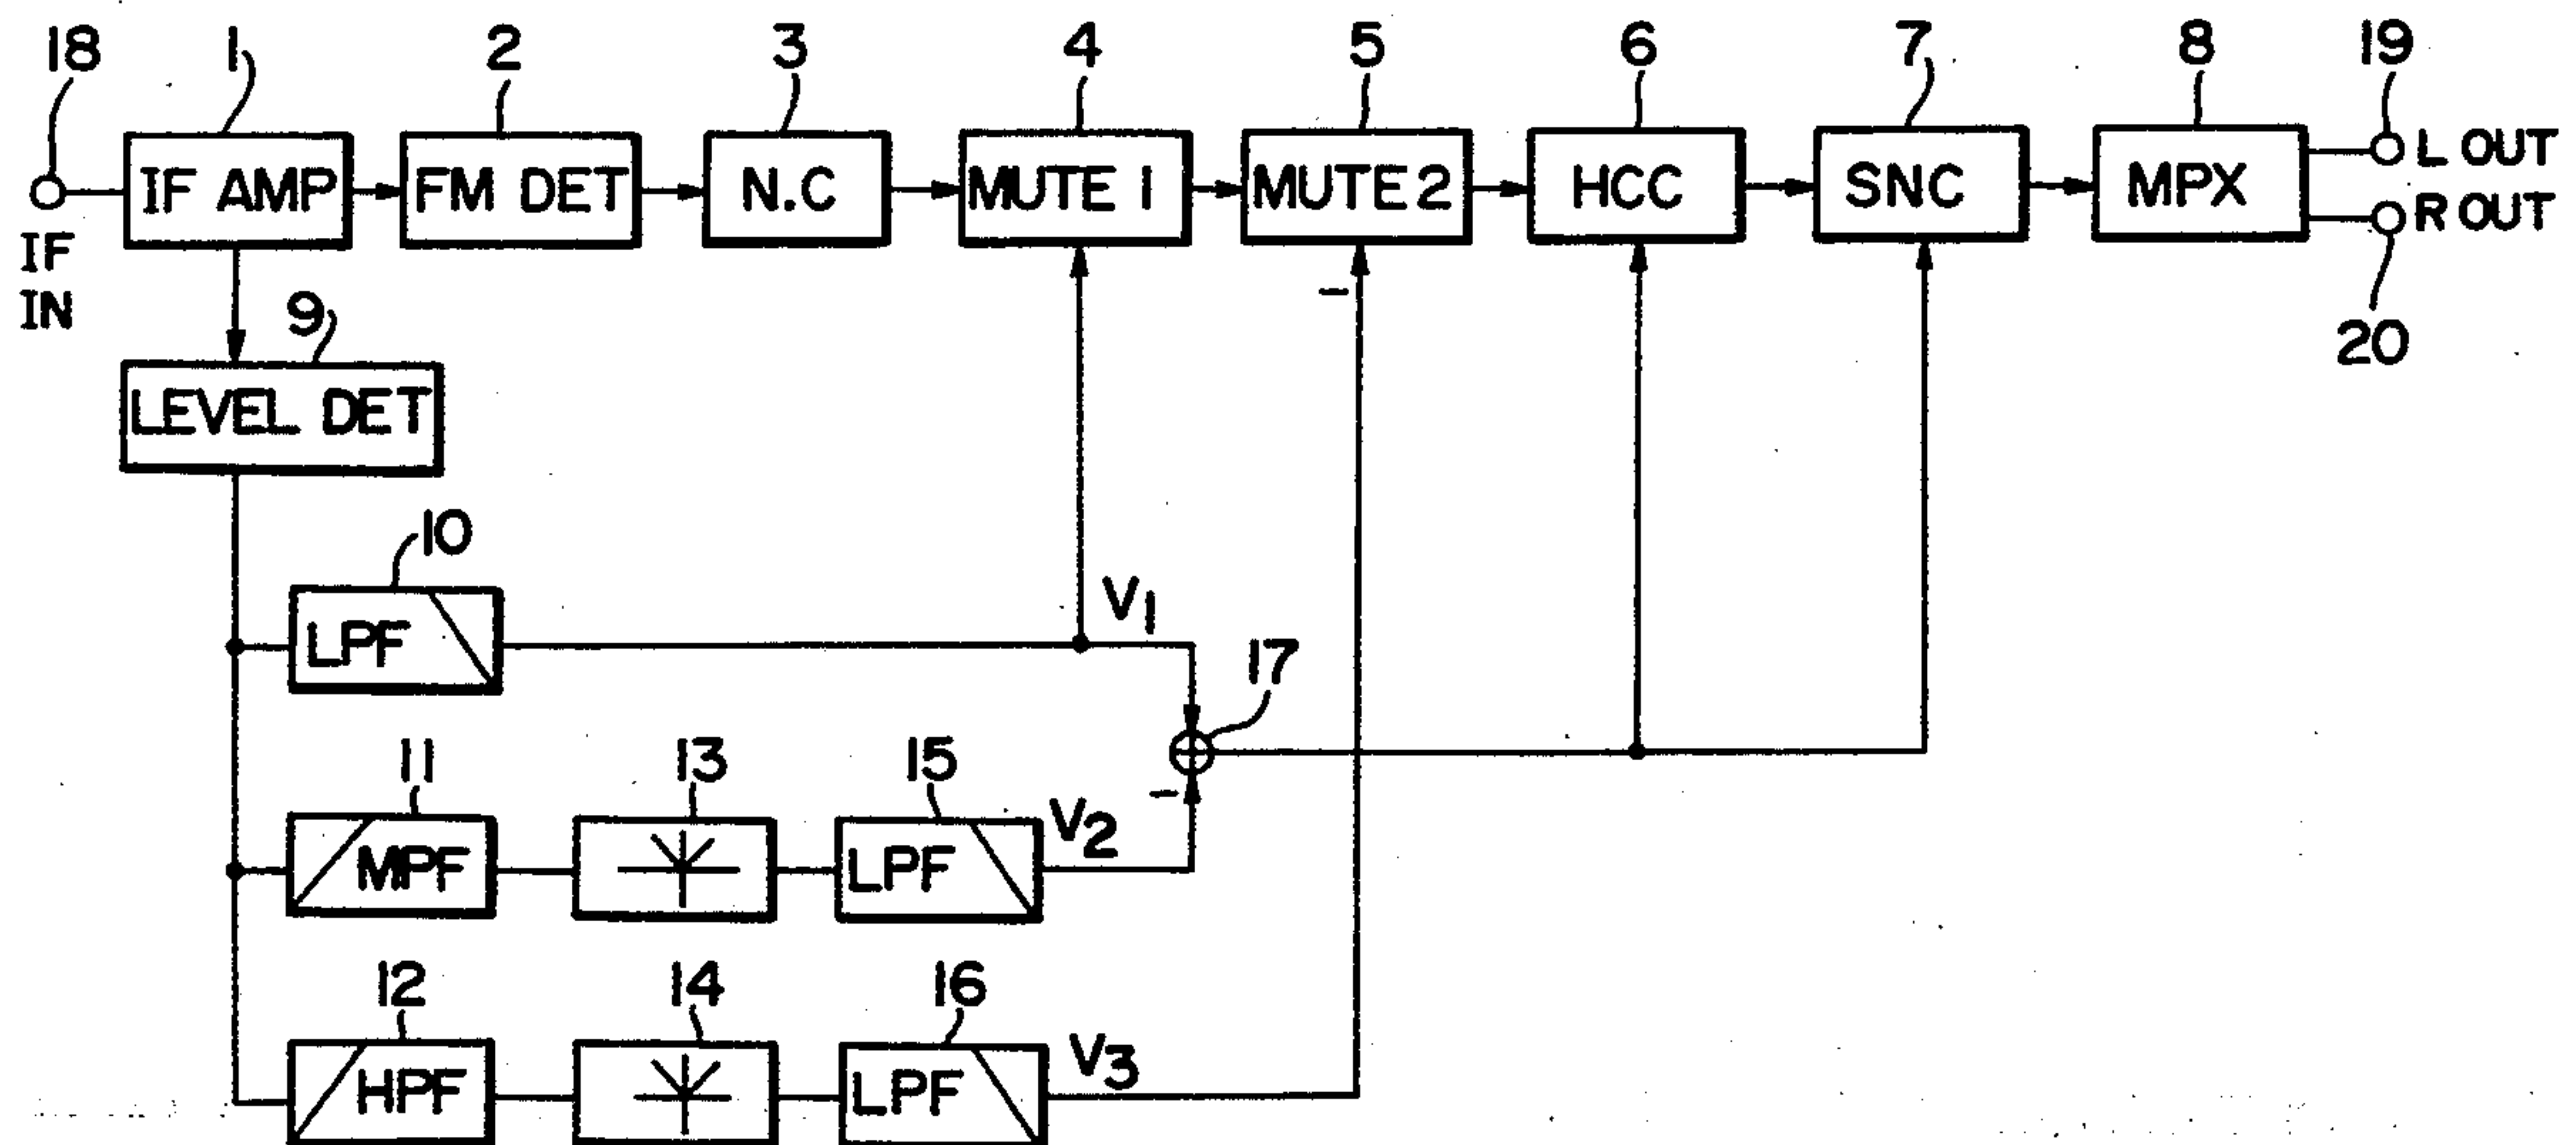 18 1 2 3 4 5 6 7 8 19
IF AMP FM DET N.C MUTE 1 MUTE 2 HCC SNC MPX L OUT
R OUT
IF
IN
9
20
LEVEL DET
10
V1
LPF
17
11 13 15
V2
-
-
MPF LPF
12 14 16
V3
HPF LPF